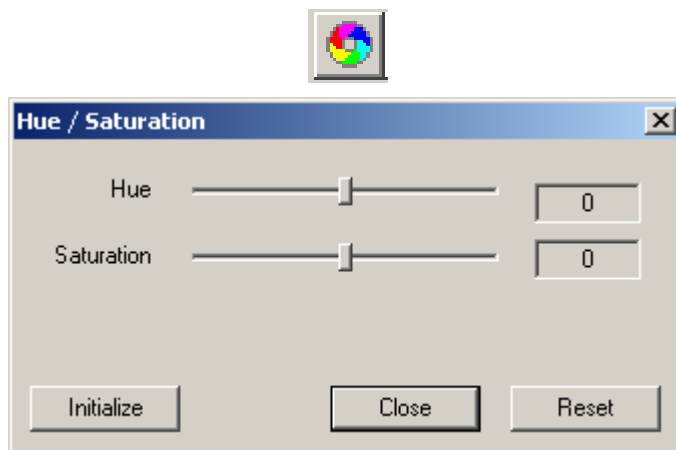 Hue / Saturation
Hue 0
Saturation 0
Initialize Close Reset